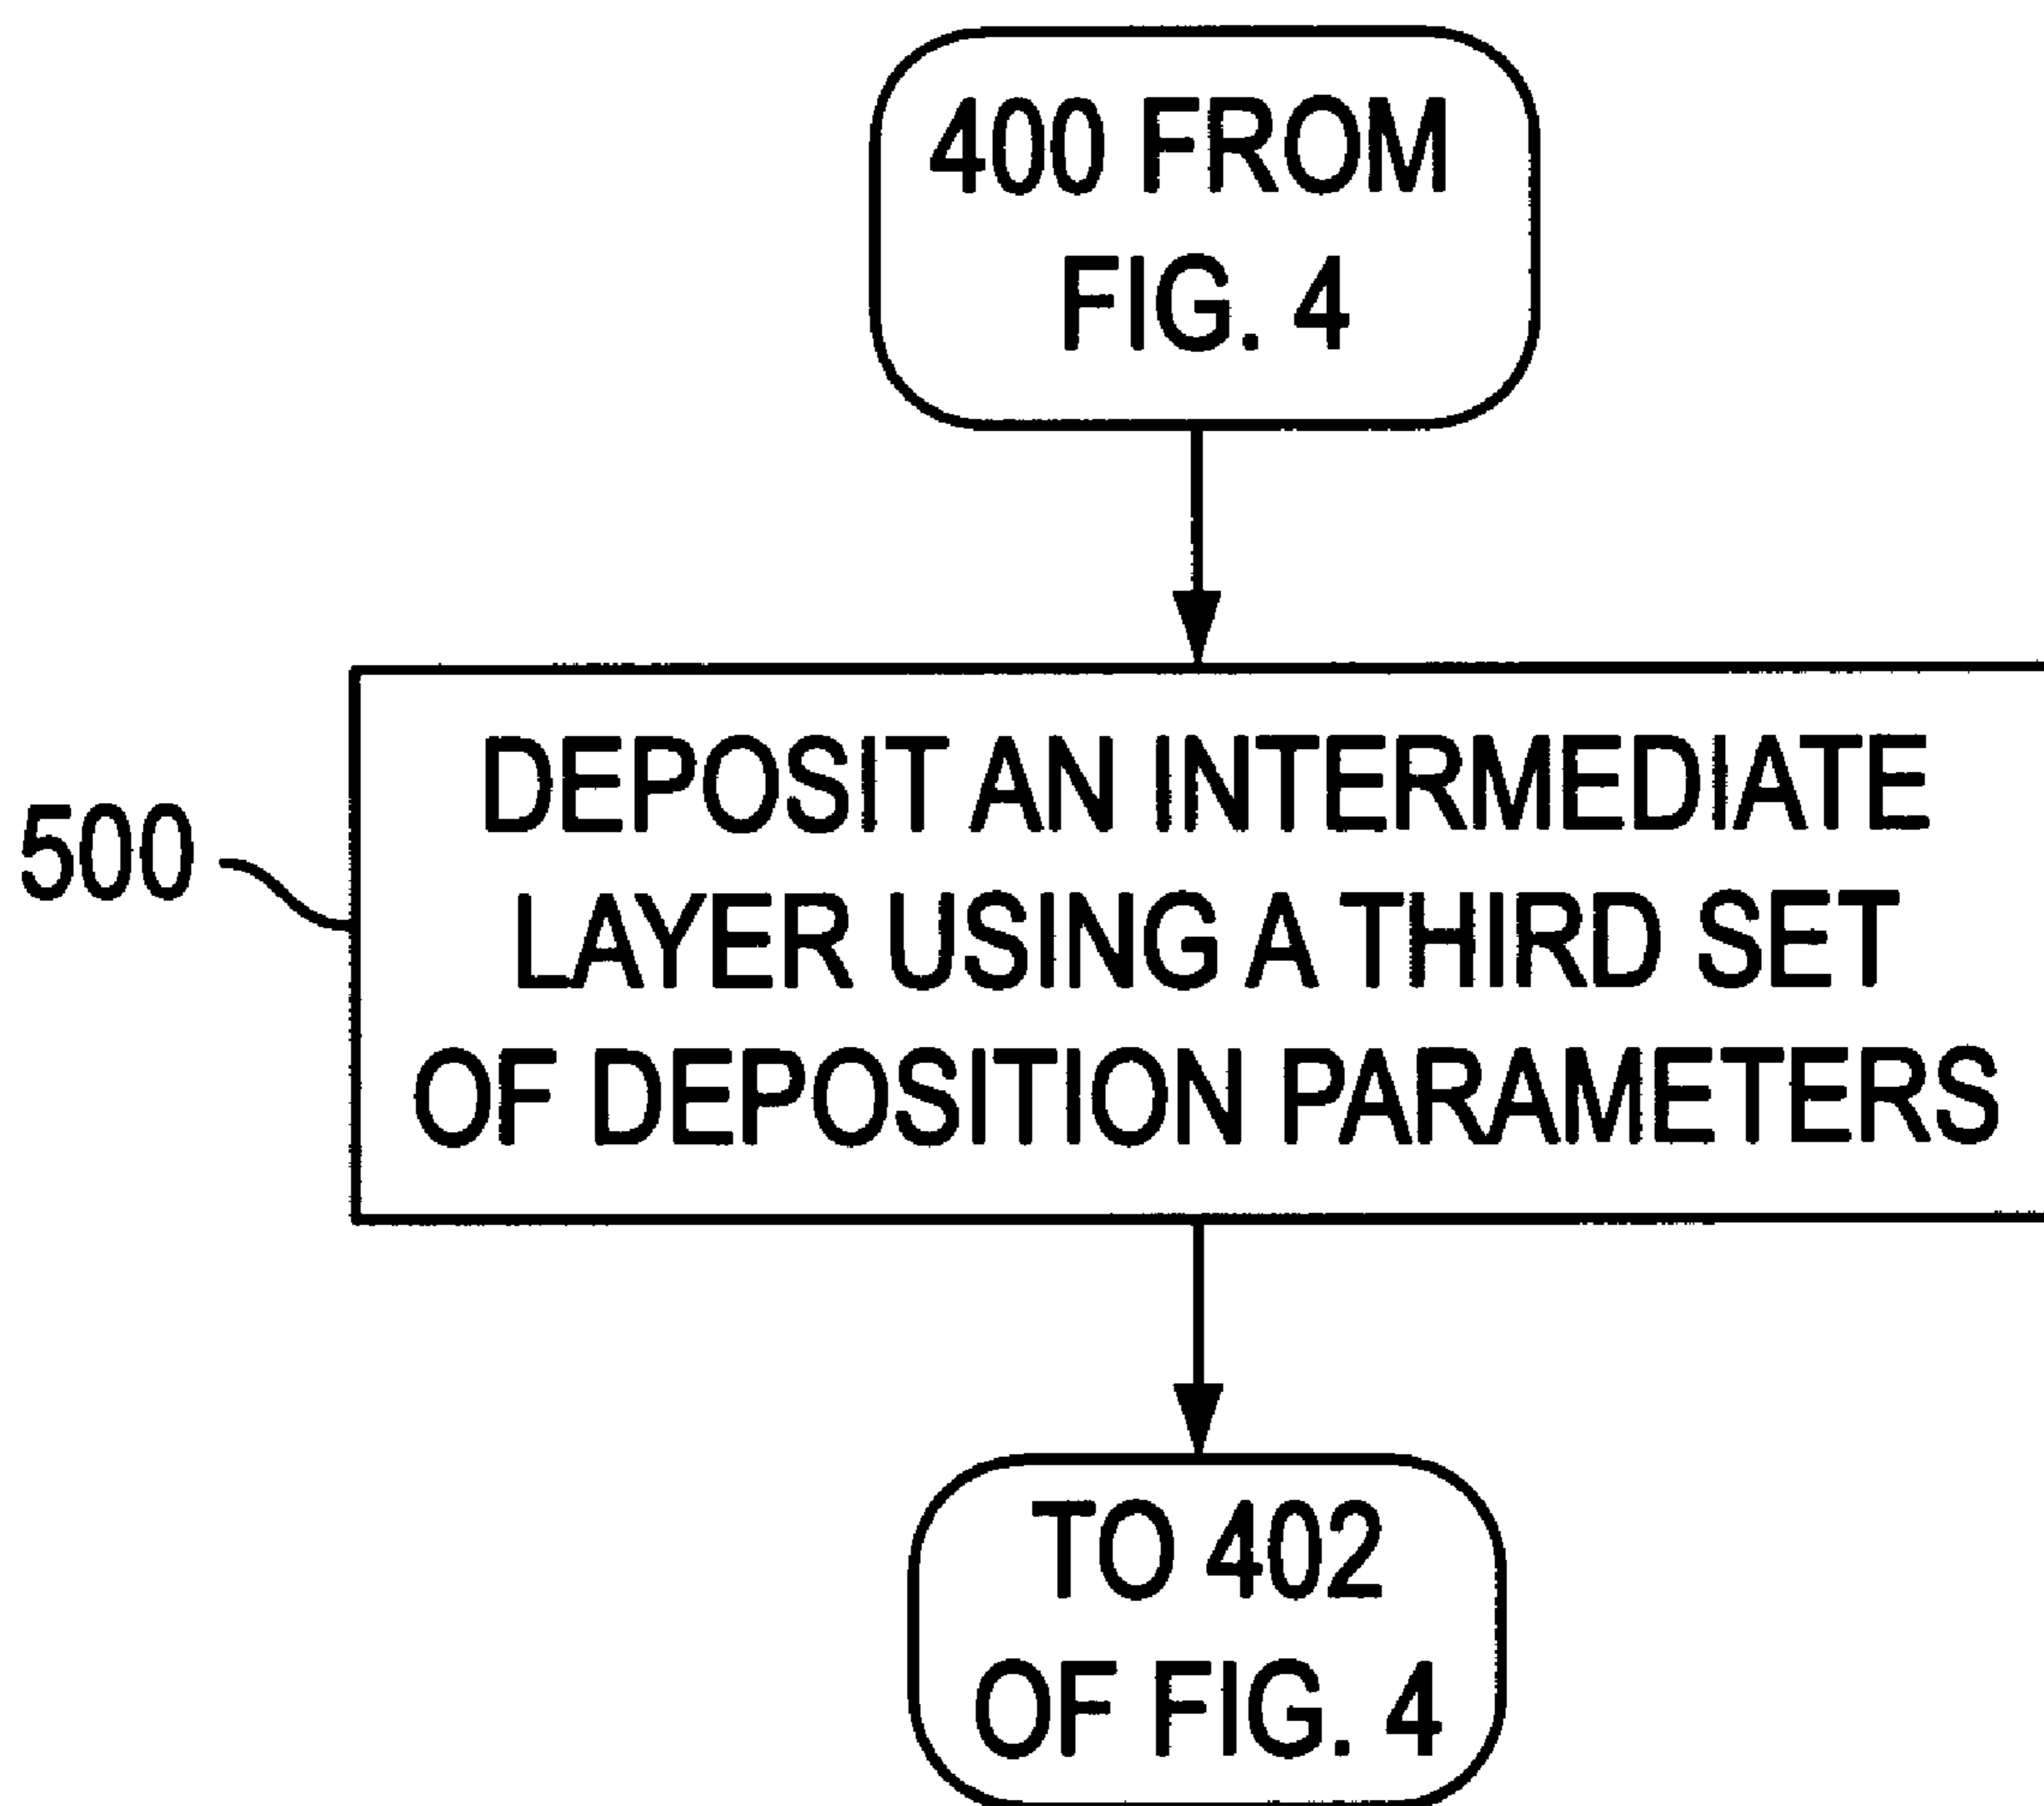 400 FROM
FIG. 4
DEPOSIT AN INTERMEDIATE
500
LAYER USING A THIRD SET
OF DEPOSITION PARAMETERS
TO 402
OF FIG. 4